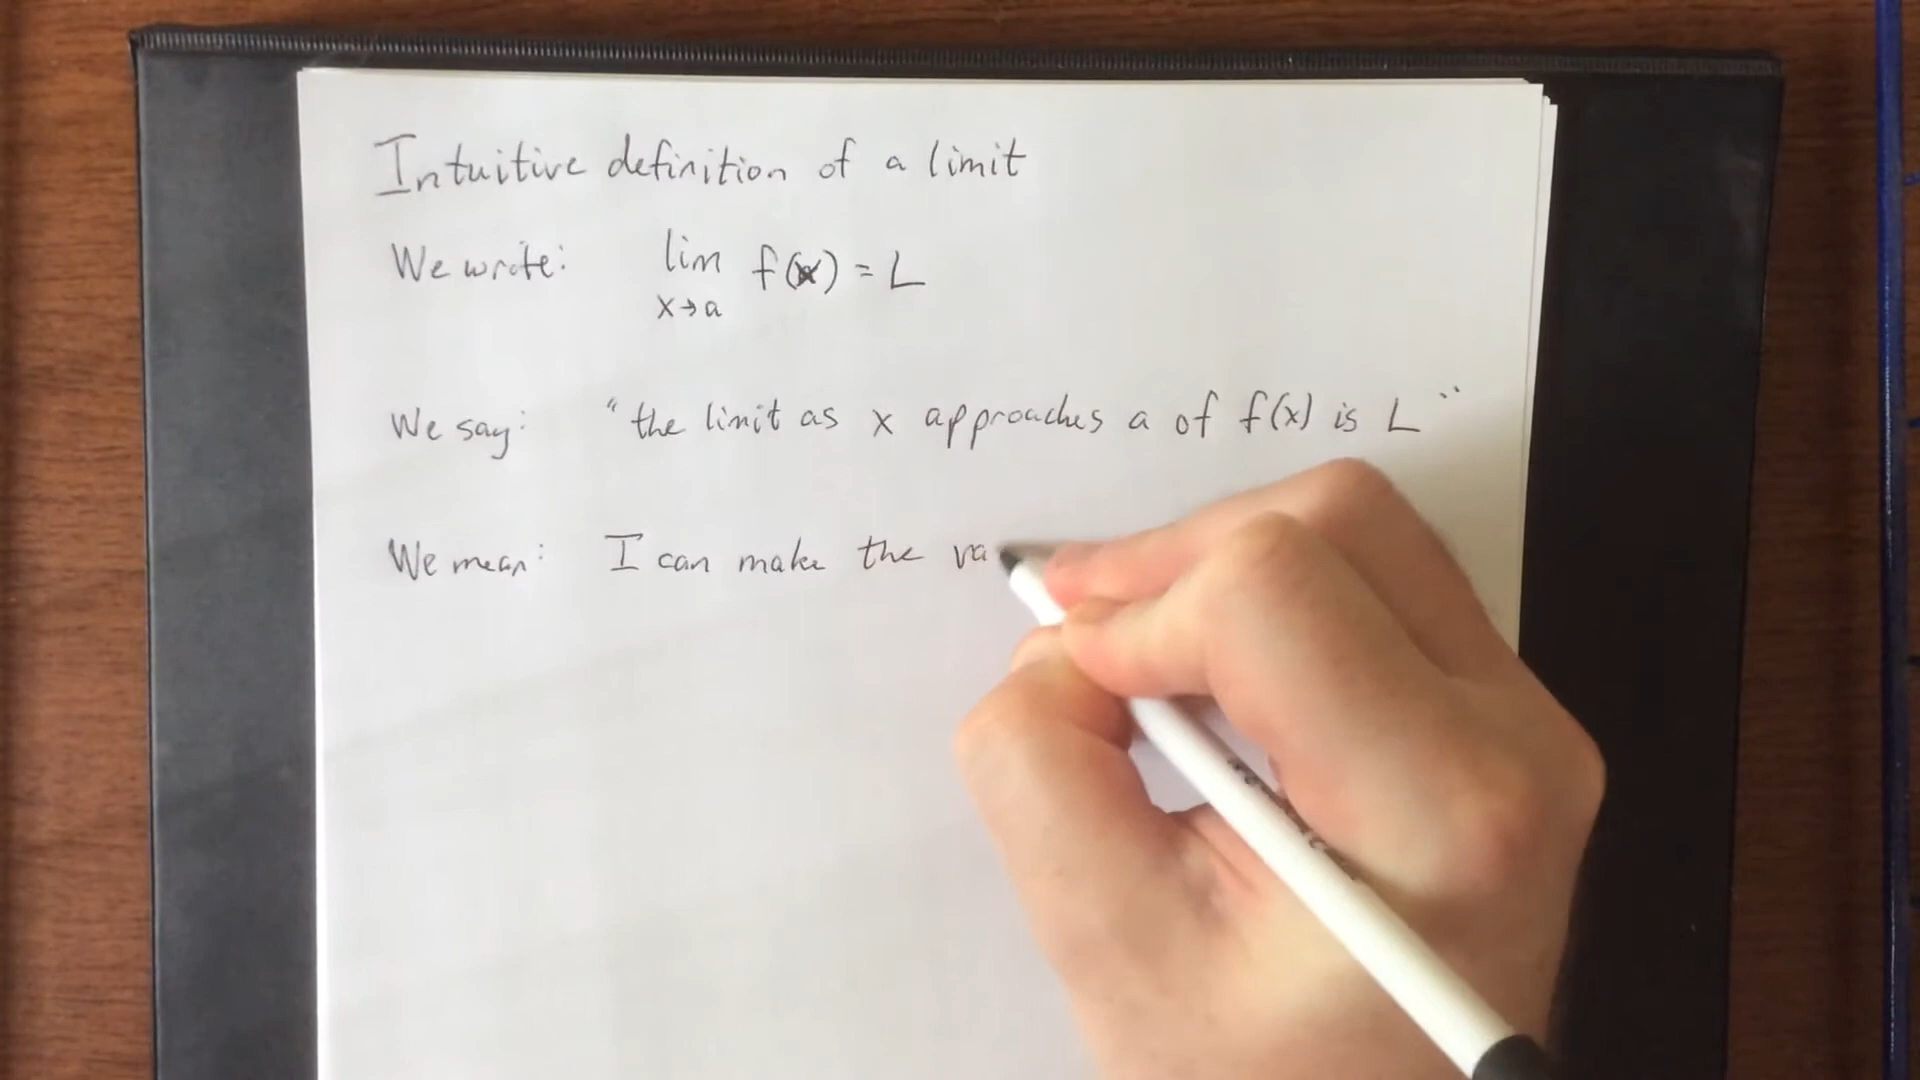 Intuitive definition of a limit
We write: lim f(x) = L
x→a
We say: "the limit as x approaches a of f(x) is L"
We mean: I can make the va